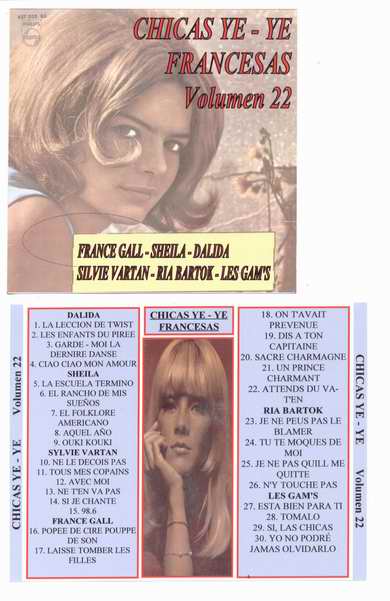 CHICAS YE - YE
FRANCESAS
Volumen 22
FRANCE GALL - SHEILA - DALIDA
SILVIE VARTAN - RIA BARTOK - LES GAM'S
CHICAS YE - YE Volumen 22
DALIDA
1. LA LECCION DE TWIST
2. LES ENFANTS DU PIREE
3. GARDE - MOI LA
DERNIRE DANSE
4. CIAO CIAO MON AMOUR
SHEILA
5. LA ESCUELA TERMINO
6. EL RANCHO DE MIS
SUEÑOS
7. EL FOLKLORE
AMERICANO
8. AQUEL AÑO
9. OUKI KOUKI
SYLVIE VARTAN
10. NE LE DECOIS PAS
11. TOUS MES COPAINS
12. AVEC MOI
13. NE T'EN VA PAS
14. SI JE CHANTE
15. 98.6
FRANCE GALL
16. POPEE DE CIRE POUPPE
DE SON
17. LAISSE TOMBER LES
FILLES
CHICAS YE - YE
FRANCESAS
18. ON T'AVAIT
PREVENUE
19. DIS A TON
CAPITAINE
20. SACRE CHARMAGNE
21. UN PRINCE
CHARMANT
22. ATTENDS DU VA-
T'EN
RIA BARTOK
23. JE NE PEUS PAS LE
BLAMER
24. TU TE MOQUES DE
MOI
25. JE NE PAS QUILL ME
QUITTE
26. N'Y TOUCHE PAS
LES GAM'S
27. ESTA BIEN PARA TI
28. TOMALO
29. SI, LAS CHICAS
30. YO NO PODRÉ
JAMAS OLVIDARLO
CHICAS YE - YE Volumen 22